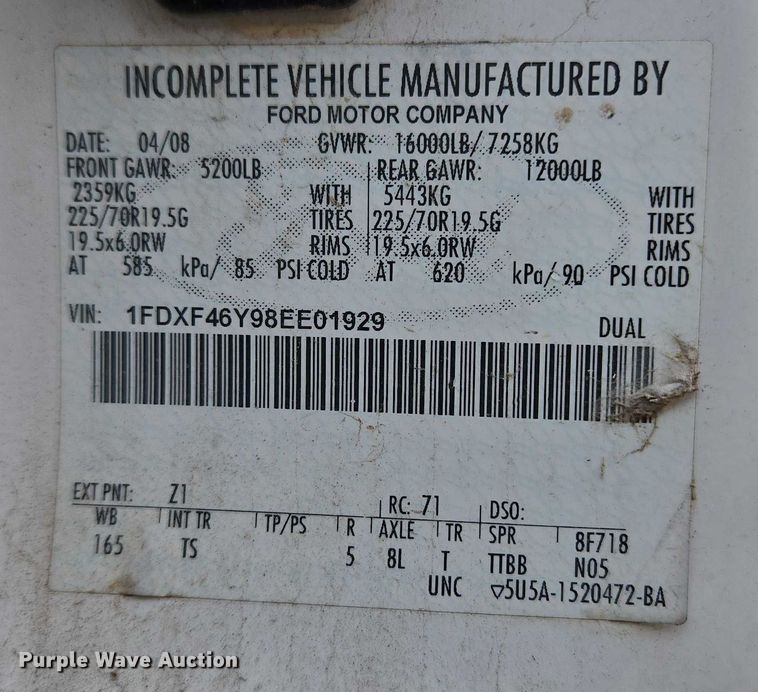 INCOMPLETE VEHICLE MANUFACTURED BY
FORD MOTOR COMPANY
DATE: 04/08 GVWR: 16000LB/ 7258KG
FRONT GAWR: 5200LB REAR GAWR: 12000LB
2359KG WITH 5443KG WITH
225/70R19.5G TIRES 225/70R19.5G TIRES
19.5x6.0RW RIMS 19.5x6.0RW RIMS
AT 585 kPa/ 85 PSI COLD AT 620 kPa/ 90 PSI COLD
VIN: 1FDXF46Y98EE01929 DUAL
EXT PNT: Z1 RC: 71 DSO:
WB INT TR TP/PS R AXLE TR SPR 8F718
165 TS 5 8L T TTBB N05
UNC ▽5U5A-1520472-BA
Purple Wave Auction